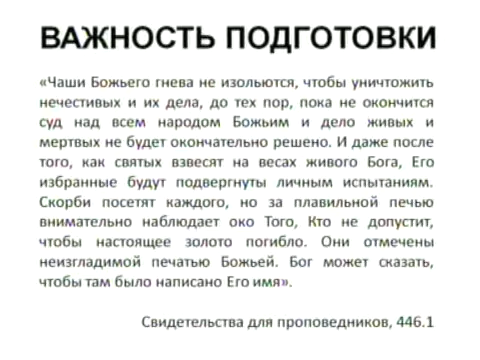 ВАЖНОСТЬ ПОДГОТОВКИ
«Чаши Божьего гнева не изольются, чтобы уничтожить
нечестивых и их дела, до тех пор, пока не окончится
суд над всем народом Божьим и дело живых и
мертвых не будет окончательно решено. И даже после
того, как святых взвесят на весах живого Бога, Его
избранные будут подвергнуты личным испытаниям.
Скорби посетят каждого, но за плавильной печью
внимательно наблюдает око Того, Кто не допустит,
чтобы настоящее золото погибло. Они отмечены
неизгладимой печатью Божьей. Бог может сказать,
чтобы там было написано Его имя».
Свидетельства для проповедников, 446.1